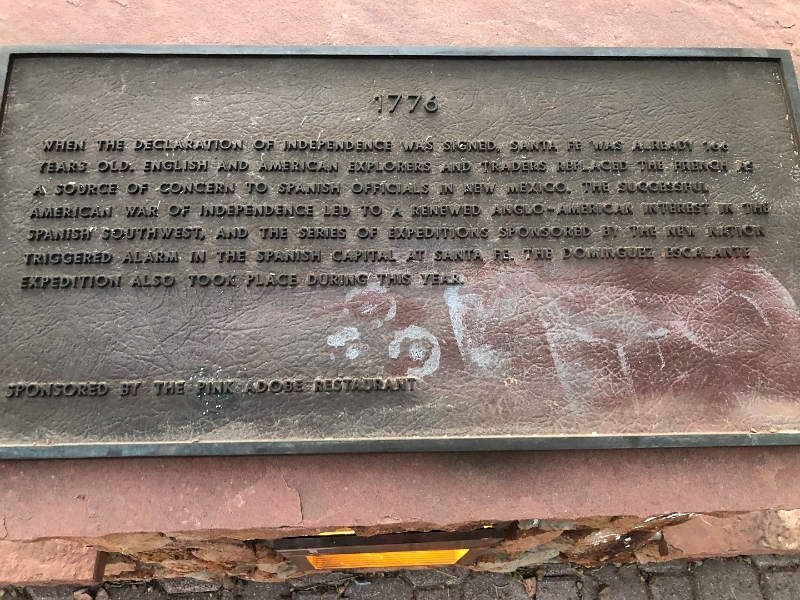 1776
WHEN THE DECLARATION OF INDEPENDENCE WAS SIGNED, SANTA FE WAS ALREADY 166
YEARS OLD. ENGLISH AND AMERICAN EXPLORERS AND TRADERS REPLACED THE FRENCH AS
A SOURCE OF CONCERN TO SPANISH OFFICIALS IN NEW MEXICO. THE SUCCESSFUL
AMERICAN WAR OF INDEPENDENCE LED TO A RENEWED ANGLO-AMERICAN INTEREST IN THE
SPANISH SOUTHWEST, AND THE SERIES OF EXPEDITIONS SPONSORED BY THE NEW NATION
TRIGGERED ALARM IN THE SPANISH CAPITAL AT SANTA FE. THE DOMINGUEZ ESCALANTE
EXPEDITION ALSO TOOK PLACE DURING THIS YEAR.
SPONSORED BY THE PINK ADOBE RESTAURANT